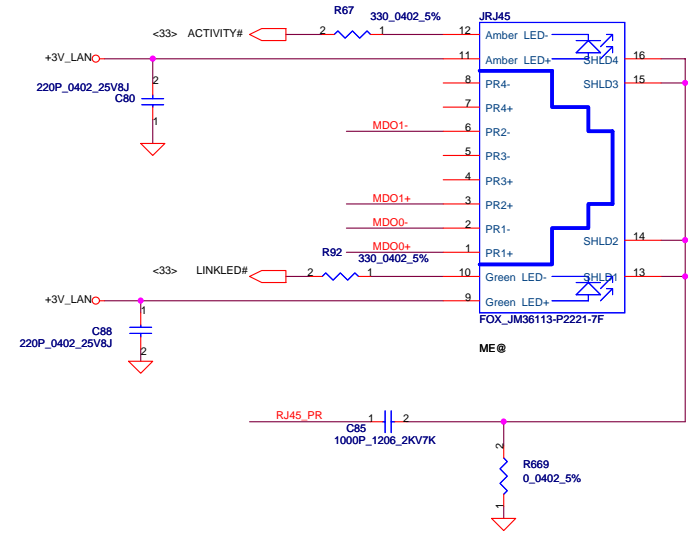 R67
330_0402_5%
JRJ45
<33> ACTIVITY#
2
1
12
Amber LED-
+3V_LAN
11
Amber LED+
SHLD4
16
8
PR4-
SHLD3
15
220P_0402_25V8J
C80
2
1
7
PR4+
MDO1-
6
PR2-
5
PR3-
4
PR3+
MDO1+
3
PR2+
MDO0-
2
PR1-
MDO0+
1
PR1+
SHLD2
14
R92
330_0402_5%
<33> LINKLED#
2
1
10
Green LED-
SHLD1
13
+3V_LAN
9
Green LED+
1
C88
220P_0402_25V8J
2
FOX_JM36113-P2221-7F
ME@
RJ45_PR
1
2
C85
1000P_1206_2KV7K
2
R669
0_0402_5%
1